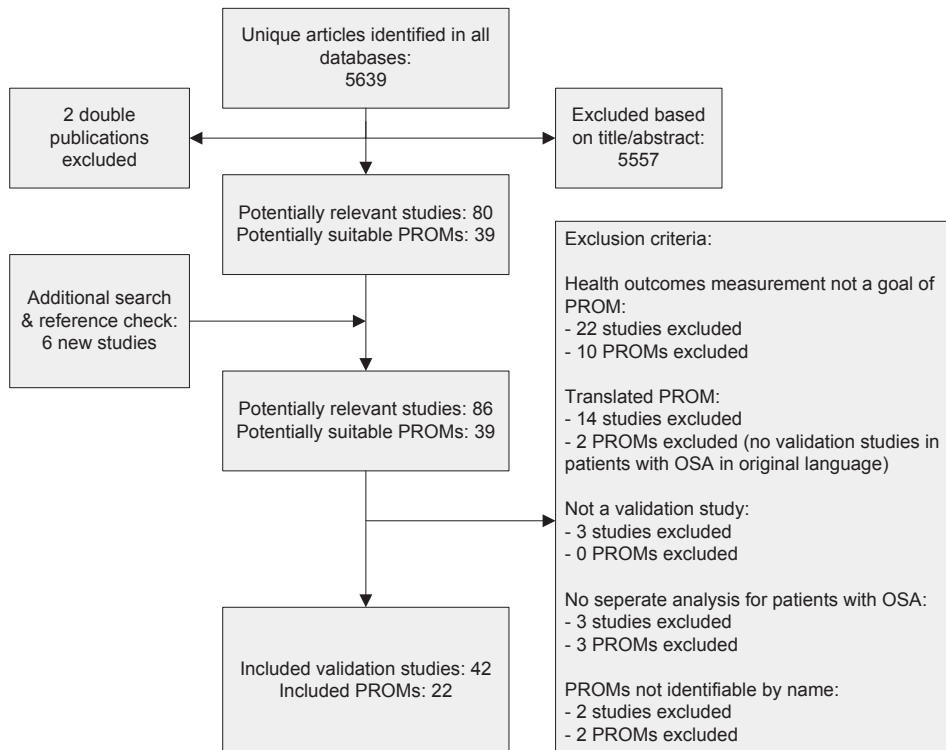 Unique articles identified in all
databases:
5639
2 double
publications
excluded
Excluded based
on title/abstract:
5557
Potentially relevant studies: 80
Potentially suitable PROMs: 39
Additional search
& reference check:
6 new studies
Potentially relevant studies: 86
Potentially suitable PROMs: 39
Exclusion criteria:
Health outcomes measurement not a goal of
PROM:
- 22 studies excluded
- 10 PROMs excluded
Translated PROM:
- 14 studies excluded
- 2 PROMs excluded (no validation studies in
patients with OSA in original language)
Not a validation study:
- 3 studies excluded
- 0 PROMs excluded
No seperate analysis for patients with OSA:
- 3 studies excluded
- 3 PROMs excluded
PROMs not identifiable by name:
- 2 studies excluded
- 2 PROMs excluded
Included validation studies: 42
Included PROMs: 22